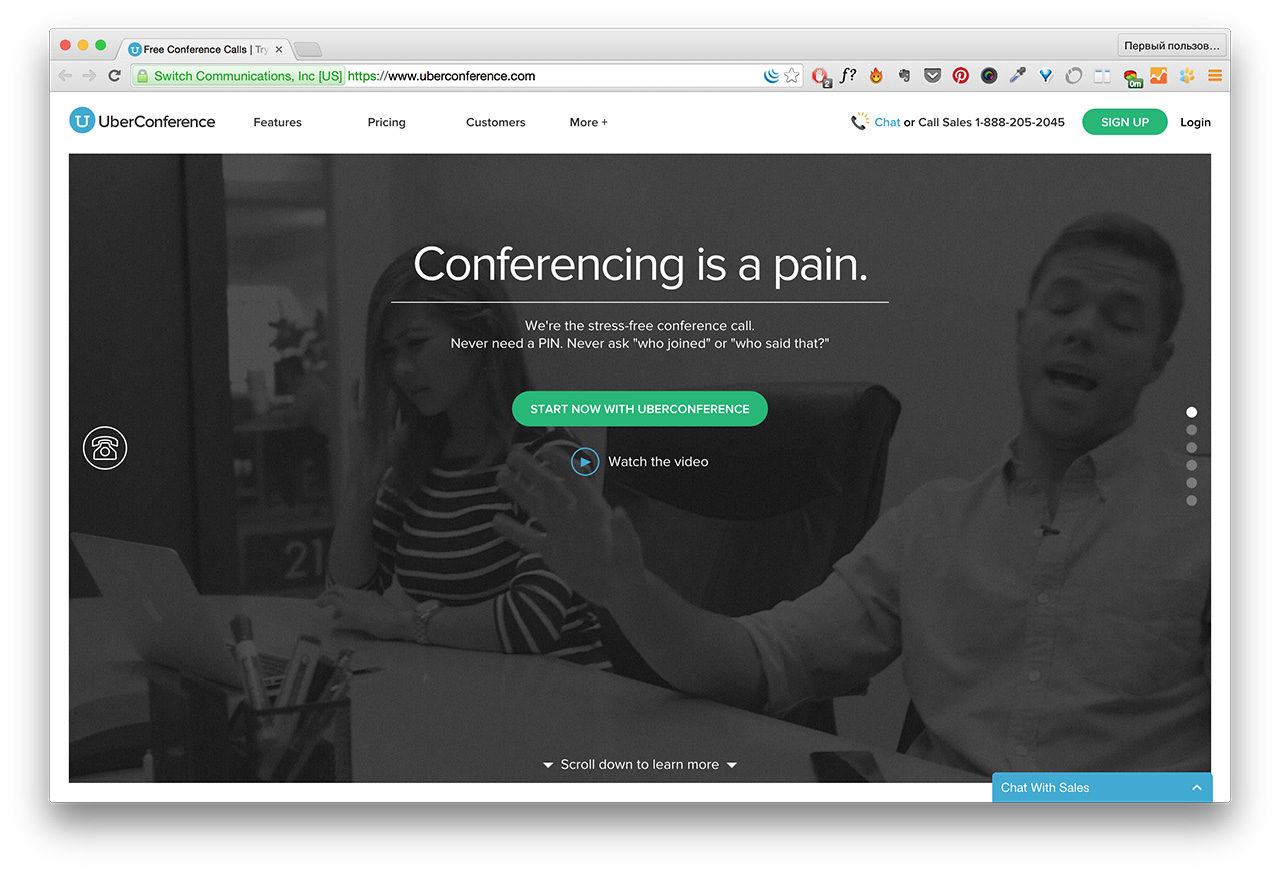 Free Conference Calls | Try
Первый пользов...
Switch Communications, Inc [US] https://www.uberconference.com
2
f?
0m
U UberConference
Features
Pricing
Customers
More +
Chat or Call Sales 1-888-205-2045
SIGN UP
Login
Conferencing is a pain.
We're the stress-free conference call.
Never need a PIN. Never ask "who joined" or "who said that?"
START NOW WITH UBERCONFERENCE
Watch the video
21
Scroll down to learn more
Chat With Sales